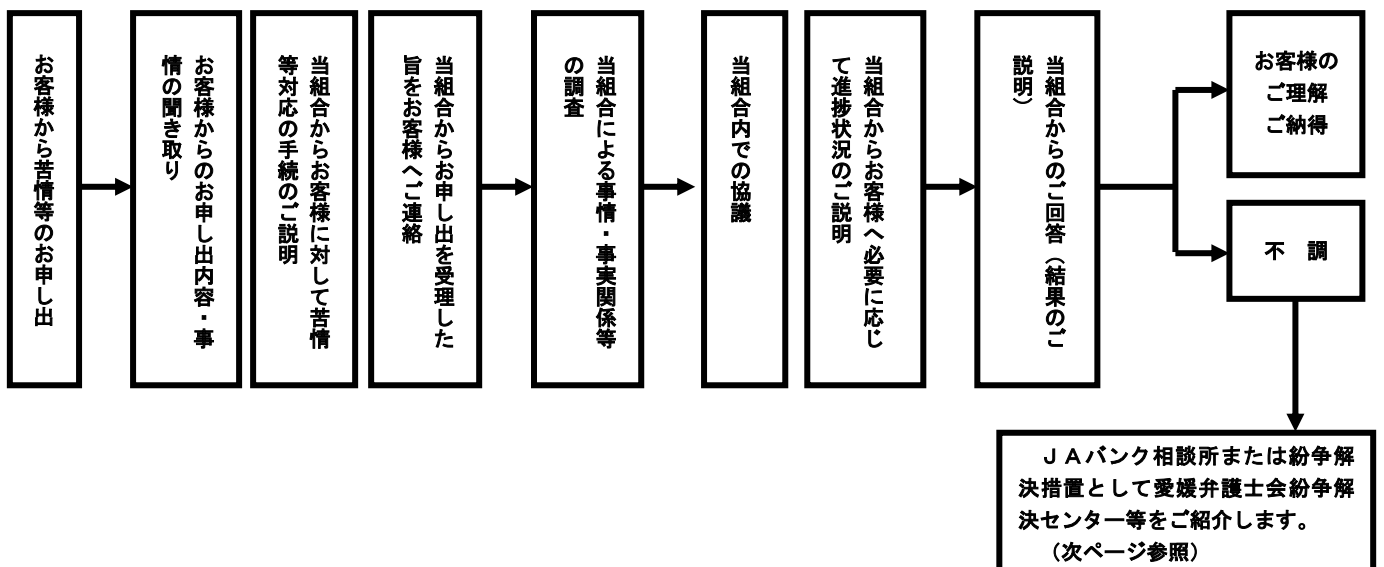 お客様から苦情等のお申し出
お客様からのお申し出内容・事
情の聞き取り
当組合からお客様に対して苦情
等対応の手続のご説明
当組合からお申し出を受理した
旨をお客様へご連絡
当組合による事情・事実関係等
の調査
当組合内での協議
当組合からお客様へ必要に応じ
て進捗状況のご説明
当組合からのご回答（結果のご
説明）
お客様の
ご理解
ご納得
不　調
ＪＡバンク相談所または紛争解
決措置として愛媛弁護士会紛争解
決センター等をご紹介します。
（次ページ参照）